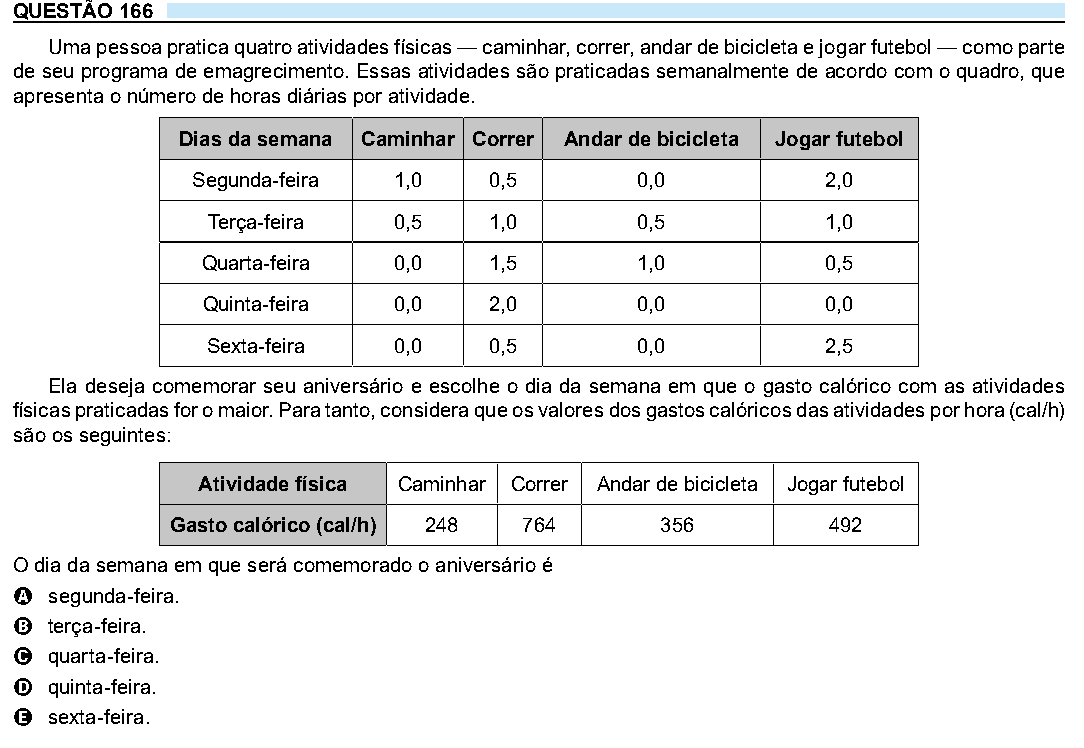 QUESTÃO 166
Uma pessoa pratica quatro atividades físicas — caminhar, correr, andar de bicicleta e jogar futebol — como parte
de seu programa de emagrecimento. Essas atividades são praticadas semanalmente de acordo com o quadro, que
apresenta o número de horas diárias por atividade.
Dias da semana Caminhar Correr Andar de bicicleta Jogar futebol
Segunda-feira 1,0 0,5 0,0 2,0
Terça-feira 0,5 1,0 0,5 1,0
Quarta-feira 0,0 1,5 1,0 0,5
Quinta-feira 0,0 2,0 0,0 0,0
Sexta-feira 0,0 0,5 0,0 2,5
Ela deseja comemorar seu aniversário e escolhe o dia da semana em que o gasto calórico com as atividades
físicas praticadas for o maior. Para tanto, considera que os valores dos gastos calóricos das atividades por hora (cal/h)
são os seguintes:
Atividade física Caminhar Correr Andar de bicicleta Jogar futebol
Gasto calórico (cal/h) 248 764 356 492
O dia da semana em que será comemorado o aniversário é
A segunda-feira.
B terça-feira.
C quarta-feira.
D quinta-feira.
E sexta-feira.